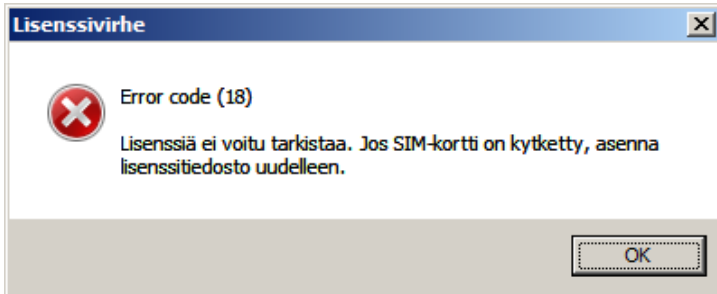 Lisenssivirhe
Error code (18)
Lisenssiä ei voitu tarkistaa. Jos SIM-kortti on kytketty, asenna
lisenssitiedosto uudelleen.
OK